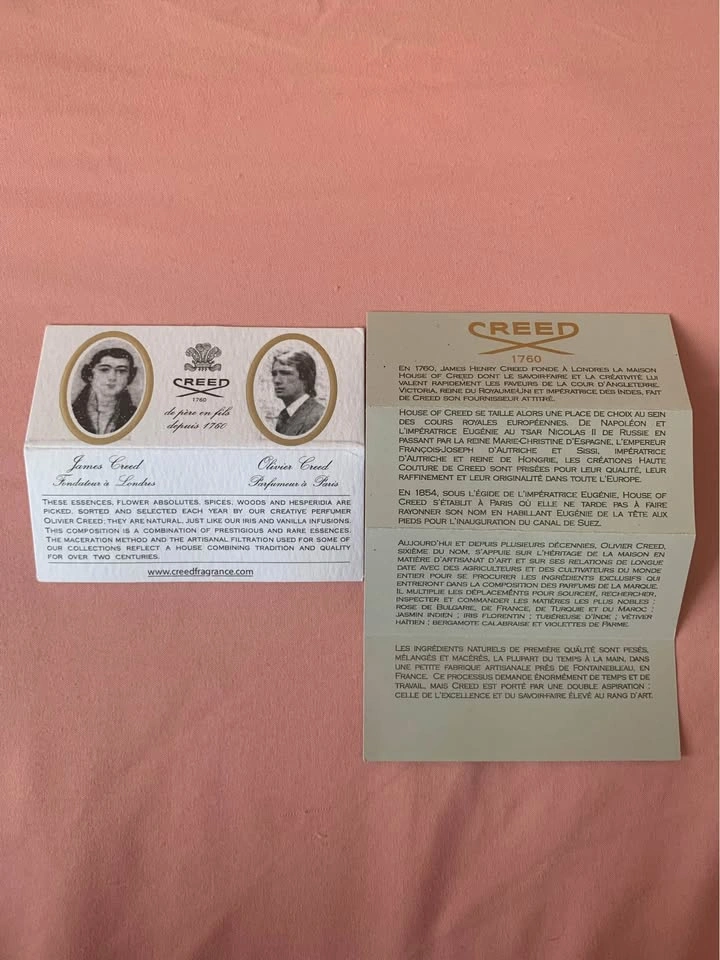 CREED
1760
de père en fils
depuis 1760
James Creed
Fondateur à Londres
Olivier Creed
Parfumeur à Paris
THESE ESSENCES, FLOWER ABSOLUTES, SPICES, WOODS AND HESPERIDIA ARE
PICKED, SORTED AND SELECTED EACH YEAR BY OUR CREATIVE PERFUMER
OLIVIER CREED; THEY ARE NATURAL, JUST LIKE OUR IRIS AND VANILLA INFUSIONS.
THIS COMPOSITION IS A COMBINATION OF PRESTIGIOUS AND RARE ESSENCES.
THE MACERATION METHOD AND THE ARTISANAL FILTRATION USED FOR SOME OF
OUR COLLECTIONS REFLECT A HOUSE COMBINING TRADITION AND QUALITY
FOR OVER TWO CENTURIES.
www.creedfragrance.com
CREED
1760
EN 1760, JAMES HENRY CREED FONDE À LONDRES LA MAISON
HOUSE OF CREED DONT LE SAVOIR-FAIRE ET LA CRÉATIVITÉ LUI
VALENT RAPIDEMENT LES FAVEURS DE LA COUR D'ANGLETERRE.
VICTORIA, REINE DU ROYAUME-UNI ET IMPÉRATRICE DES INDES, FAIT
DE CREED SON FOURNISSEUR ATTITRÉ.
HOUSE OF CREED SE TAILLE ALORS UNE PLACE DE CHOIX AU SEIN
DES COURS ROYALES EUROPÉENNES. DE NAPOLÉON ET
L'IMPÉRATRICE EUGÉNIE AU TSAR NICOLAS II DE RUSSIE EN
PASSANT PAR LA REINE MARIE-CHRISTINE D'ESPAGNE, L'EMPEREUR
FRANÇOIS-JOSEPH D'AUTRICHE ET SISSI, IMPÉRATRICE
D'AUTRICHE ET REINE DE HONGRIE, LES CRÉATIONS HAUTE
COUTURE DE CREED SONT PRISÉES POUR LEUR QUALITÉ, LEUR
RAFFINEMENT ET LEUR ORIGINALITÉ DANS TOUTE L'EUROPE.
EN 1854, SOUS L'ÉGIDE DE L'IMPÉRATRICE EUGÉNIE, HOUSE OF
CREED S'ÉTABLIT À PARIS OÙ ELLE NE TARDE PAS À FAIRE
RAYONNER SON NOM EN HABILLANT EUGÉNIE DE LA TÊTE AUX
PIEDS POUR L'INAUGURATION DU CANAL DE SUEZ.
AUJOURD'HUI ET DEPUIS PLUSIEURS DÉCENNIES, OLIVIER CREED,
SIXIÈME DU NOM, S'APPUIE SUR L'HÉRITAGE DE LA MAISON EN
MATIÈRE D'ARTISANAT D'ART ET SUR SES RELATIONS DE LONGUE
DATE AVEC DES AGRICULTEURS ET DES CULTIVATEURS DU MONDE
ENTIER POUR SE PROCURER LES INGRÉDIENTS EXCLUSIFS QUI
ENTRERONT DANS LA COMPOSITION DES PARFUMS DE LA MARQUE.
IL MULTIPLIE LES DÉPLACEMENTS POUR SOURCER, RECHERCHER,
INSPECTER ET COMMANDER LES MATIÈRES LES PLUS NOBLES :
ROSE DE BULGARIE, DE FRANCE, DE TURQUIE ET DU MAROC ;
JASMIN INDIEN ; IRIS FLORENTIN ; TUBÉREUSE D'INDE ; VÉTIVER
HAÏTIEN ; BERGAMOTE CALABRAISE ET VIOLETTES DE PARME.
LES INGRÉDIENTS NATURELS DE PREMIÈRE QUALITÉ SONT PESÉS,
MÉLANGÉS ET MACÉRÉS, LA PLUPART DU TEMPS À LA MAIN, DANS
UNE PETITE FABRIQUE ARTISANALE PRÈS DE FONTAINEBLEAU, EN
FRANCE. CE PROCESSUS DEMANDE ÉNORMÉMENT DE TEMPS ET DE
TRAVAIL, MAIS CREED EST PORTÉ PAR UNE DOUBLE ASPIRATION :
CELLE DE L'EXCELLENCE ET DU SAVOIR-FAIRE ÉLEVÉ AU RANG D'ART.